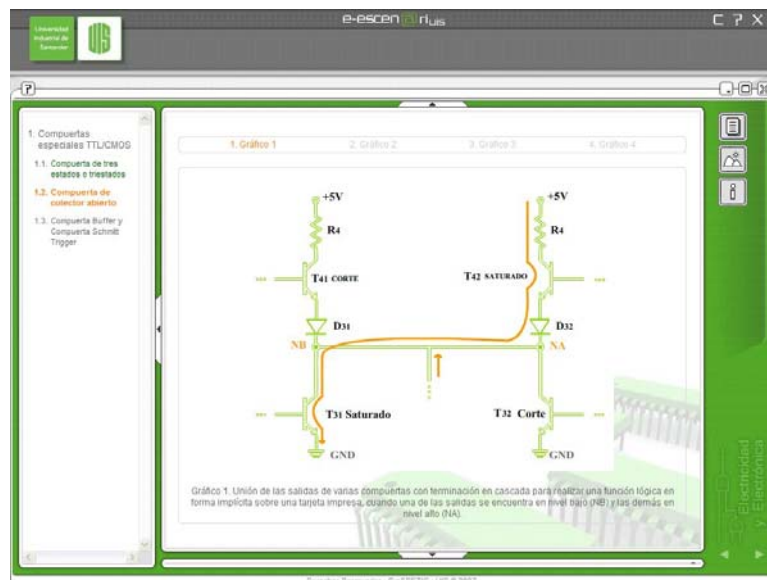 Universidad
Industrial de
Santander
UIS
e-escen@riUIS
1. Compuertas
especiales TTL/CMOS
1.1. Compuerta de tres
estados o triestados
1.2. Compuerta de
colector abierto
1.3. Compuerta Buffer y
Compuerta Schmitt
Trigger
1. Gráfico 1
2. Gráfico 2
3. Gráfico 3
4. Gráfico 4
+5V
+5V
R4
R4
T41 CORTE
T42 SATURADO
D31
D32
NB
NA
T31 Saturado
T32 Corte
GND
GND
Gráfico 1. Unión de las salidas de varias compuertas con terminación en cascada para realizar una función lógica en
forma implícita sobre una tarjeta impresa, cuando una de las salidas se encuentra en nivel bajo (NB) y las demás en
nivel alto (NA).
Electricidad
y Electrónica